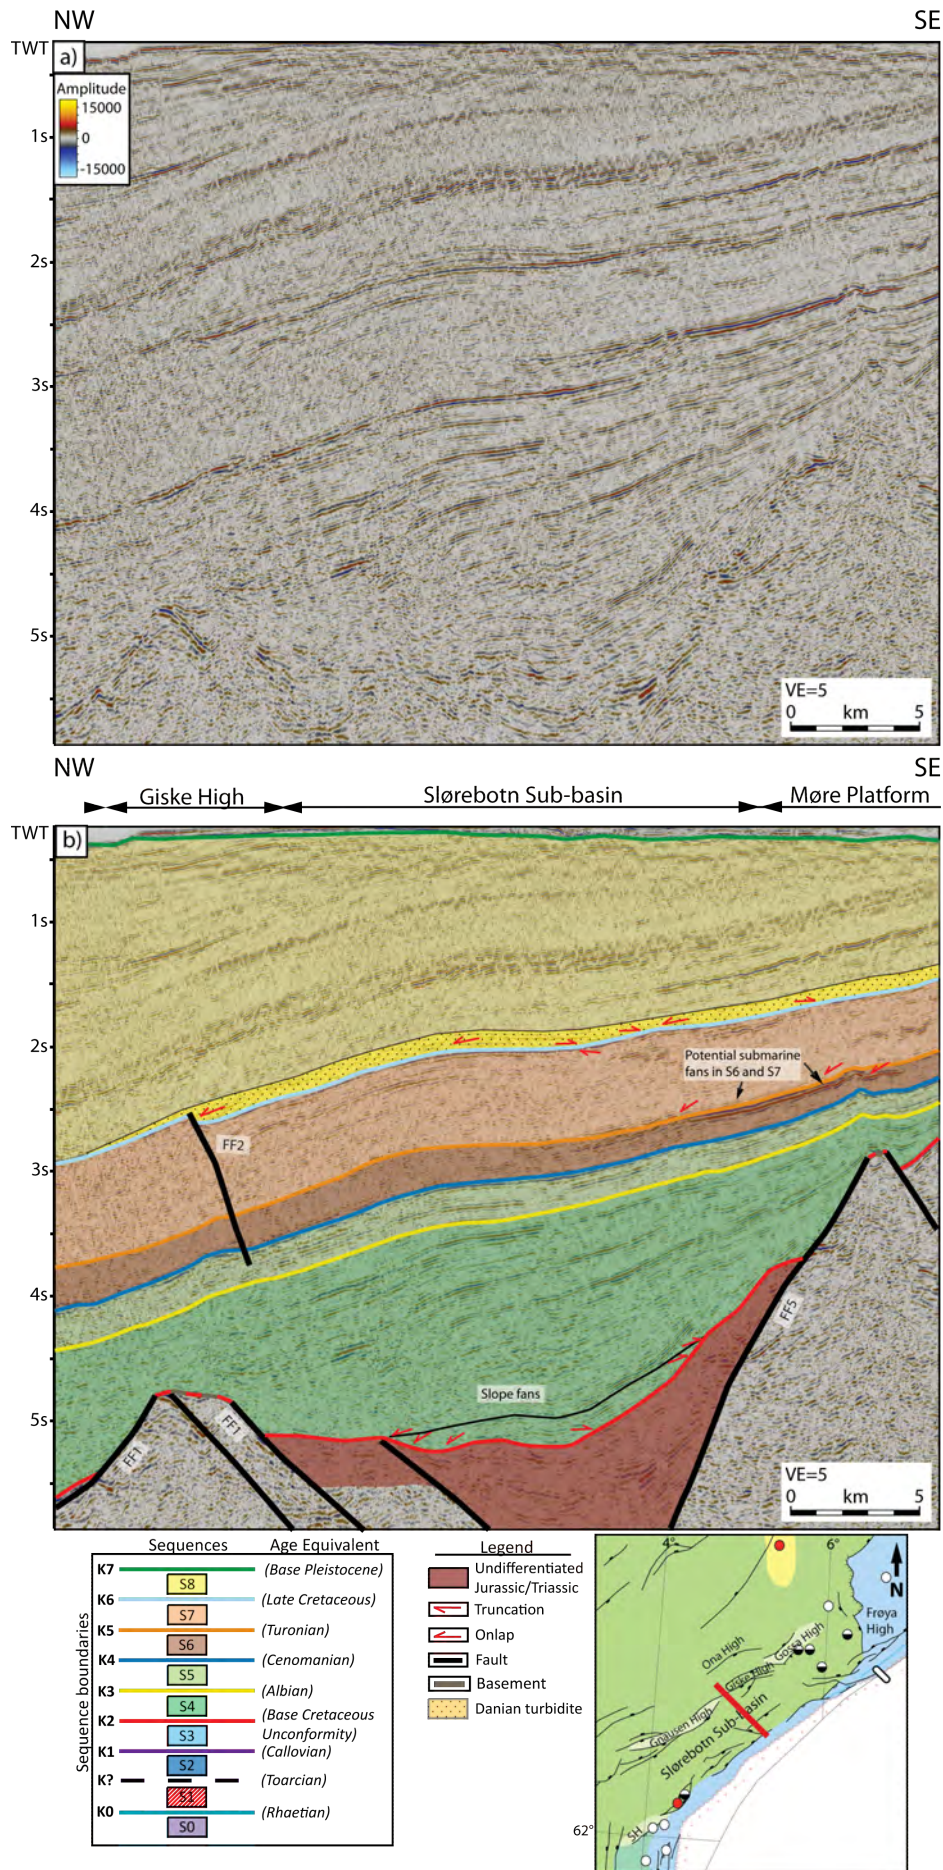 NW SE
TWT
a)
Amplitude
15000
0
-15000
1s
2s
3s
4s
5s
VE=5
0 km 5
NW SE
Giske High Slørebotn Sub-basin Møre Platform
TWT
b)
1s
2s
Potential submarine
fans in S6 and S7
FF2
3s
4s
FF5
Slope fans
5s
FF1
FF1
VE=5
0 km 5
Sequences Age Equivalent
Sequence boundaries
K7 (Base Pleistocene)
S8
K6 (Late Cretaceous)
S7
K5 (Turonian)
S6
K4 (Cenomanian)
S5
K3 (Albian)
S4
K2 (Base Cretaceous
S3 Unconformity)
K1 (Callovian)
S2
K? (Toarcian)
S1
K0 (Rhaetian)
S0
Legend
Undifferentiated
Jurassic/Triassic
Truncation
Onlap
Fault
Basement
Danian turbidite
4° 6°
N
Frøya
High
Ona High
Gossa High
Giske High
Gnausen High
Slørebotn Sub-basin
SH
62°